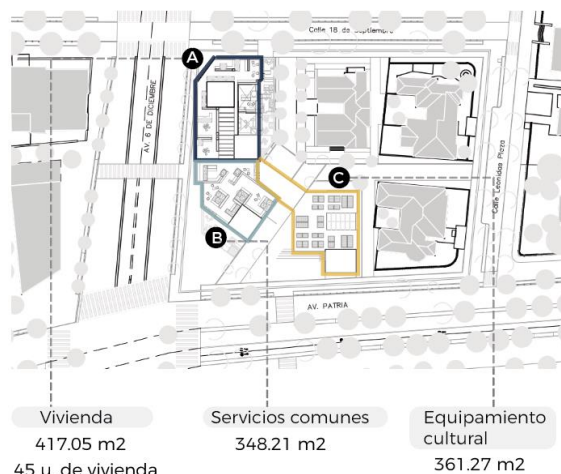 Calle 18 de septiembre
A
AV. 6 DE DICIEMBRE
C
Calle Leonidas Plaza
B
AV. PATRIA
Vivienda
417.05 m2
45 u. de vivienda
Servicios comunes
348.21 m2
Equipamiento
cultural
361.27 m2